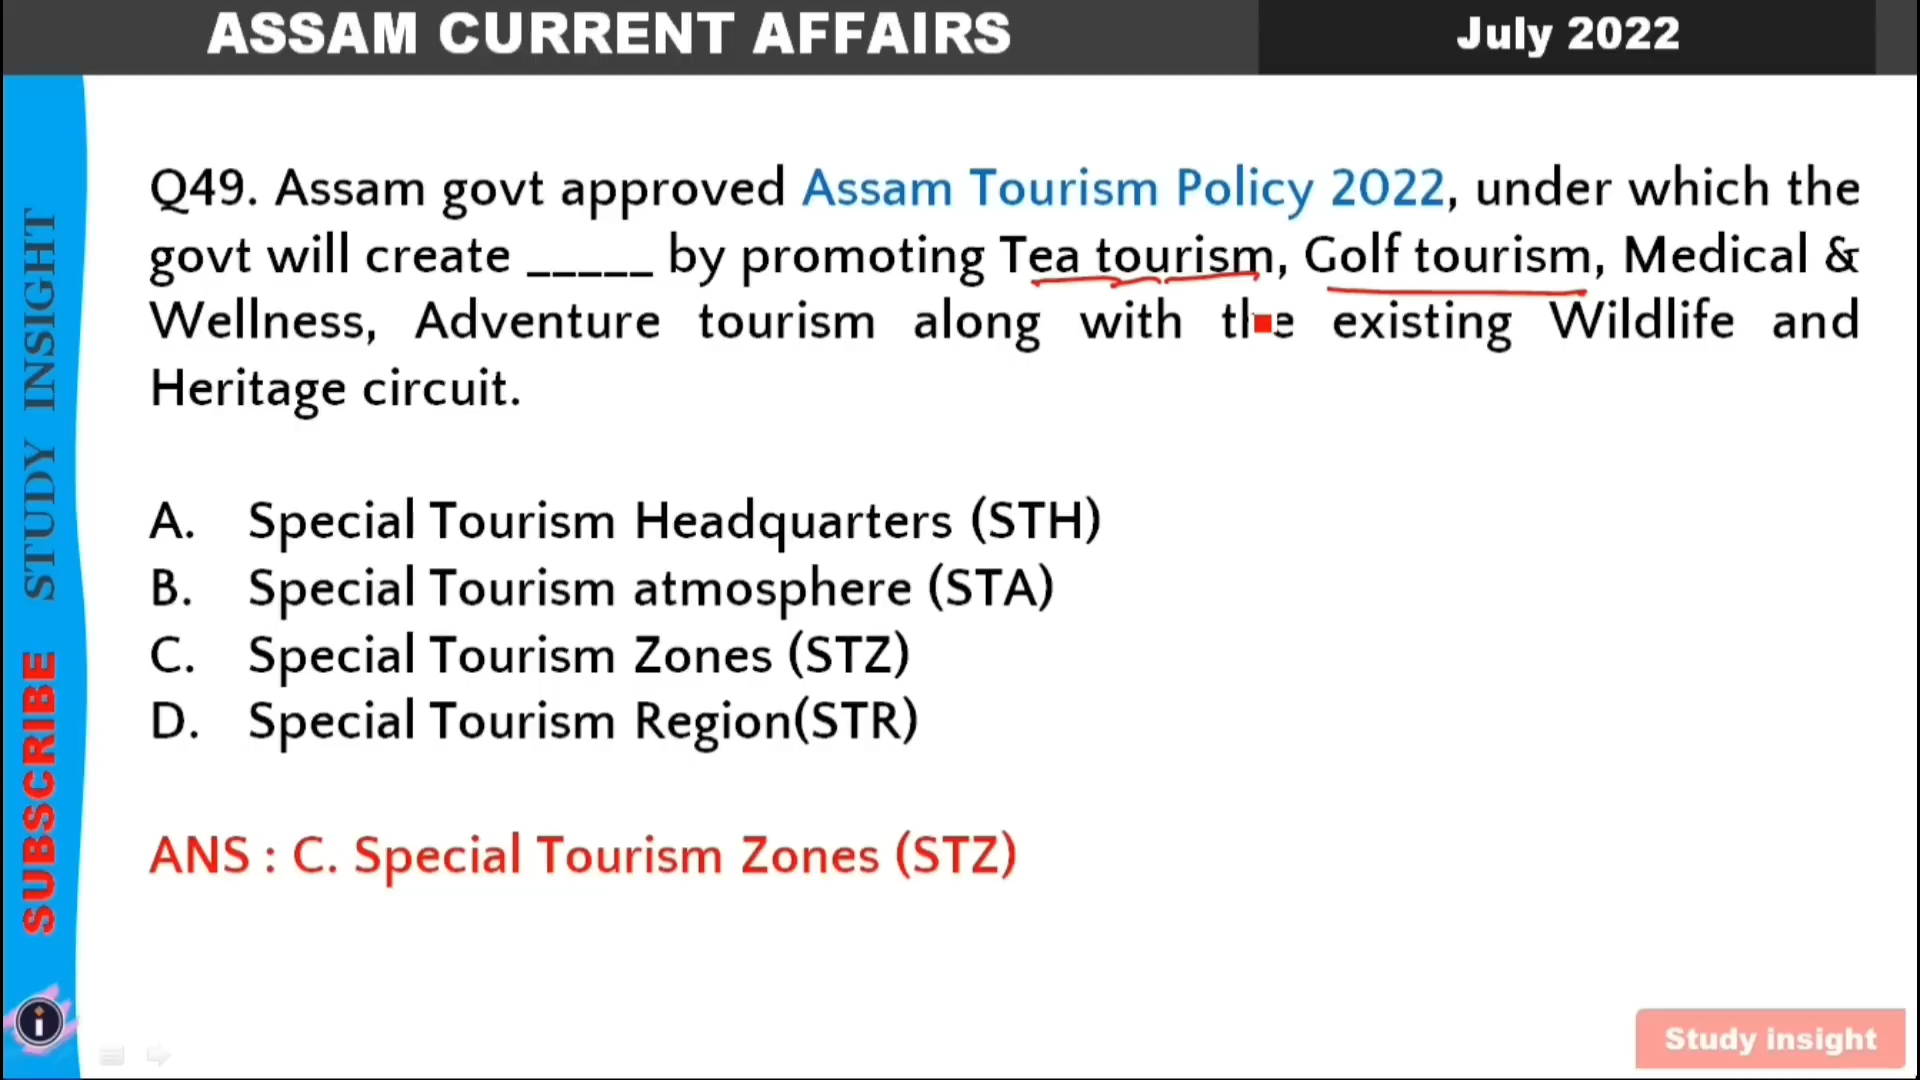 ASSAM CURRENT AFFAIRS
July 2022
Q49. Assam govt approved Assam Tourism Policy 2022, under which the
govt will create _____ by promoting Tea tourism, Golf tourism, Medical &
Wellness, Adventure tourism along with the existing Wildlife and
Heritage circuit.
A. Special Tourism Headquarters (STH)
B. Special Tourism atmosphere (STA)
C. Special Tourism Zones (STZ)
D. Special Tourism Region(STR)
ANS : C. Special Tourism Zones (STZ)
SUBSCRIBE STUDY INSIGHT
i
Study insight